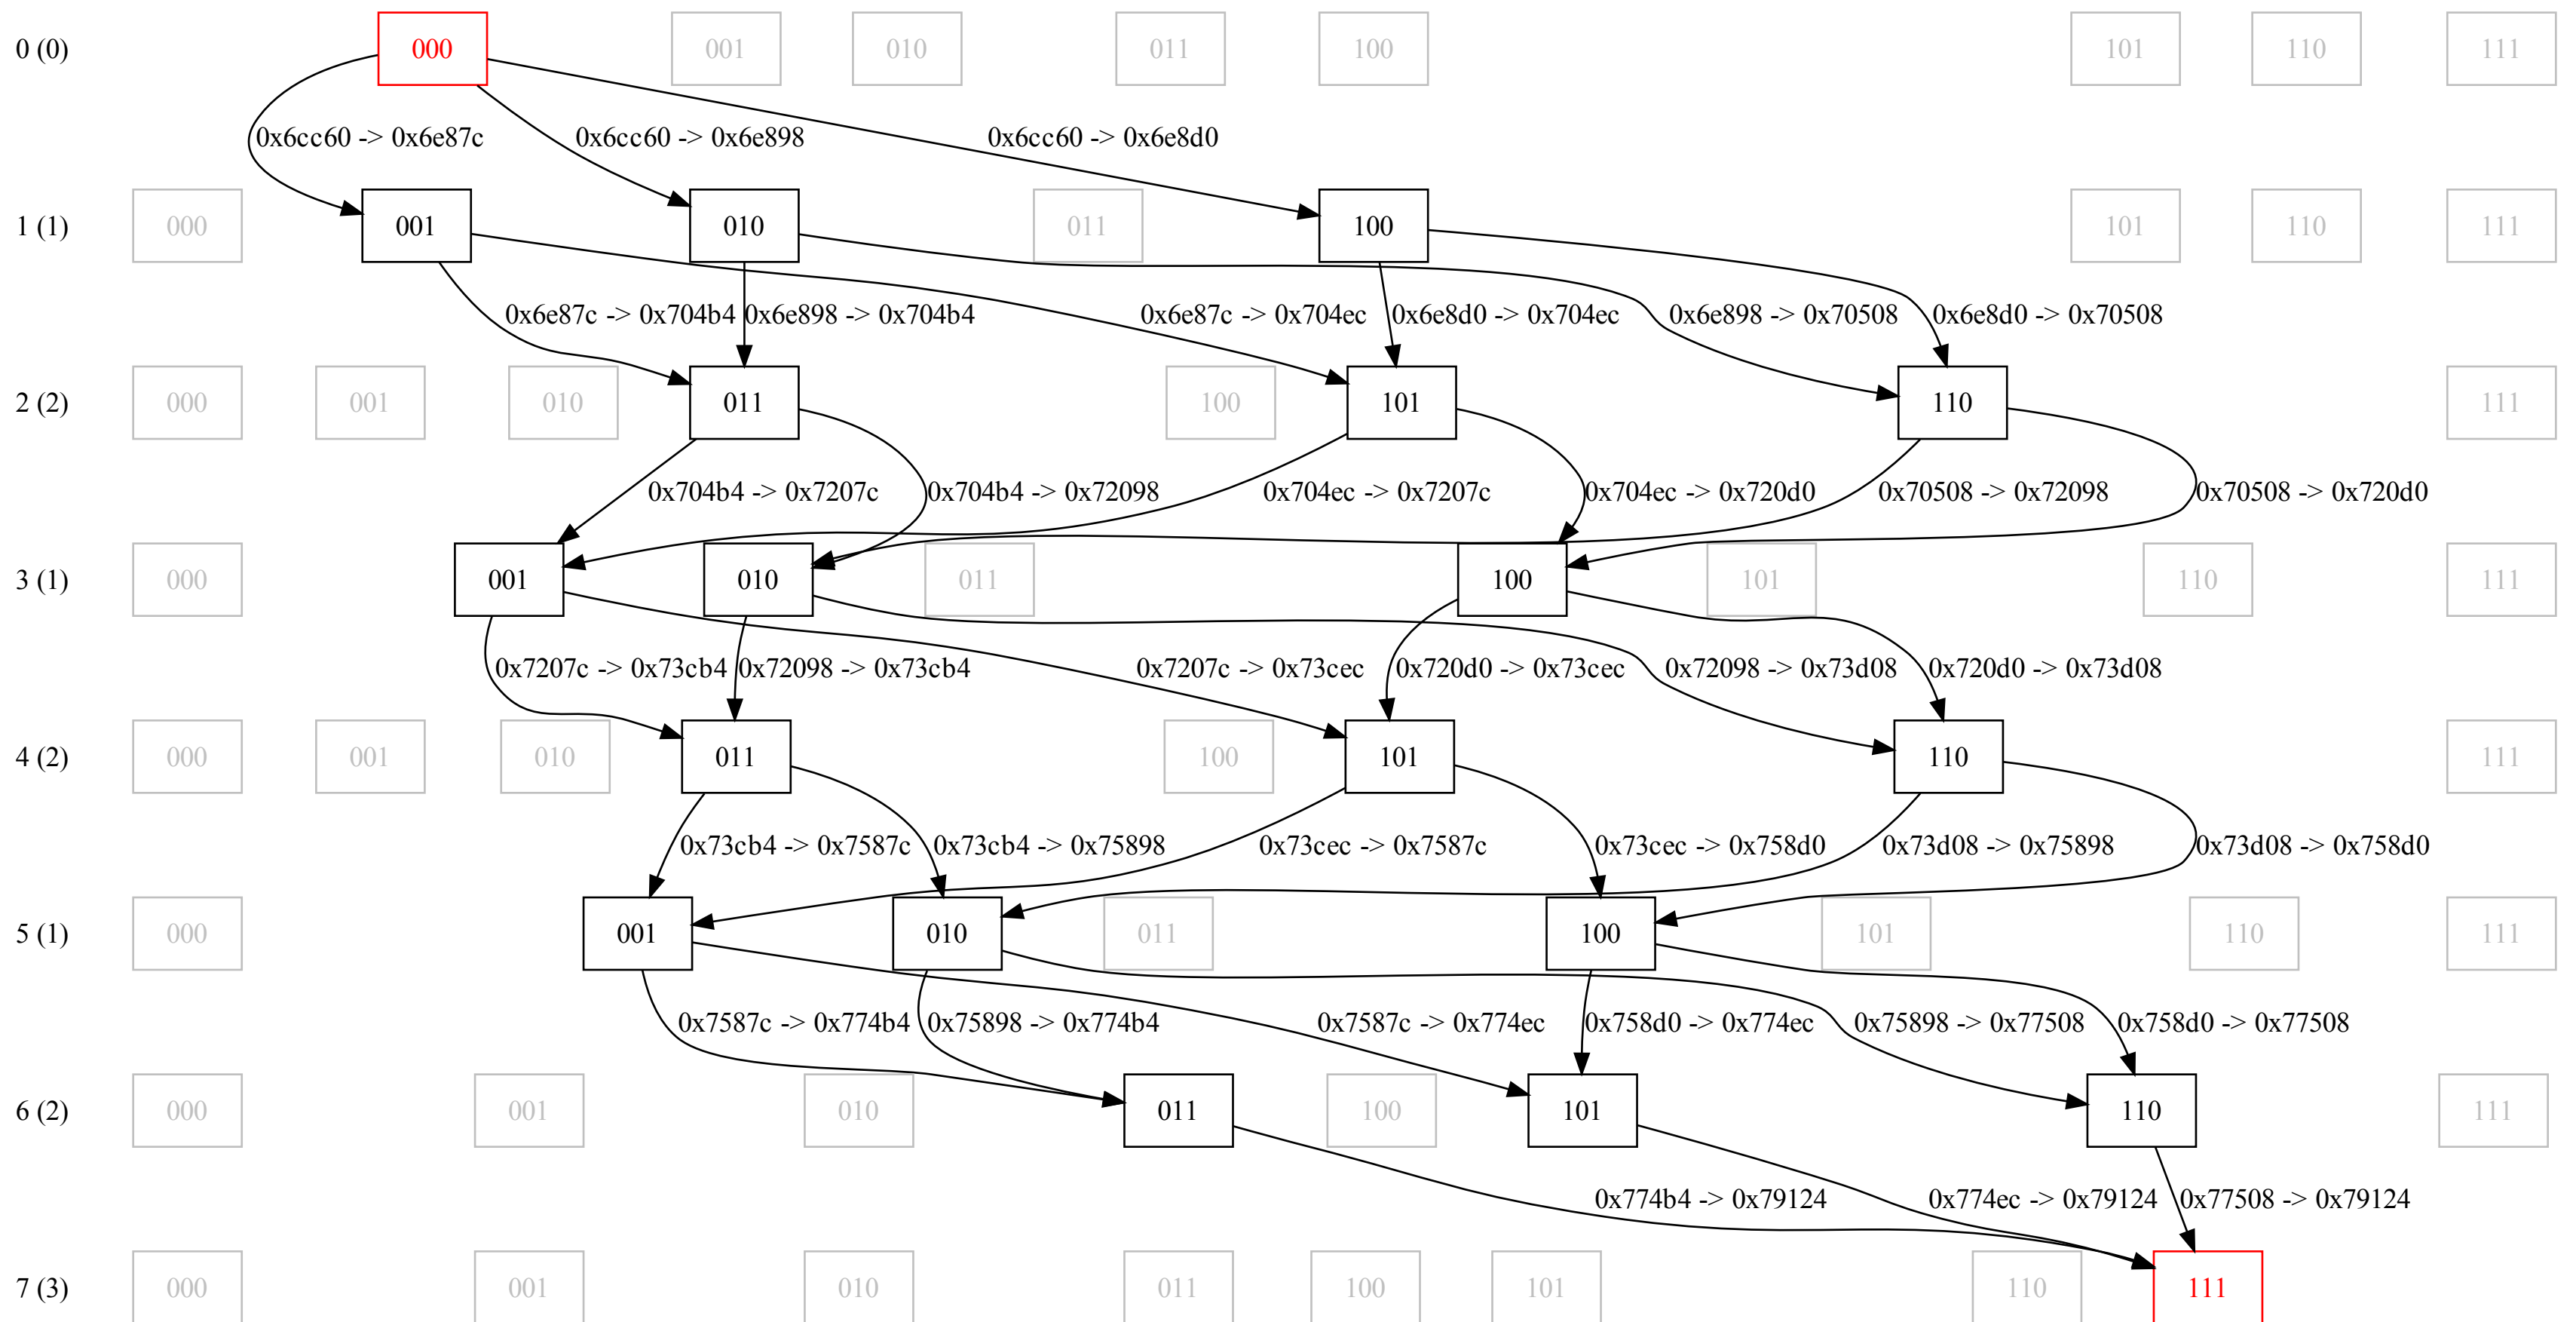 0 (0) 000 001 010 011 100 101 110 111
0x6cc60 -> 0x6e87c 0x6cc60 -> 0x6e898 0x6cc60 -> 0x6e8d0
1 (1) 000 001 010 011 100 101 110 111
0x6e87c -> 0x704b4 0x6e898 -> 0x704b4 0x6e87c -> 0x704ec 0x6e8d0 -> 0x704ec 0x6e898 -> 0x70508 0x6e8d0 -> 0x70508
2 (2) 000 001 010 011 100 101 110 111
0x704b4 -> 0x7207c 0x704b4 -> 0x72098 0x704ec -> 0x7207c 0x704ec -> 0x720d0 0x70508 -> 0x72098 0x70508 -> 0x720d0
3 (1) 000 001 010 011 100 101 110 111
0x7207c -> 0x73cb4 0x72098 -> 0x73cb4 0x7207c -> 0x73cec 0x720d0 -> 0x73cec 0x72098 -> 0x73d08 0x720d0 -> 0x73d08
4 (2) 000 001 010 011 100 101 110 111
0x73cb4 -> 0x7587c 0x73cb4 -> 0x75898 0x73cec -> 0x7587c 0x73cec -> 0x758d0 0x73d08 -> 0x75898 0x73d08 -> 0x758d0
5 (1) 000 001 010 011 100 101 110 111
0x7587c -> 0x774b4 0x75898 -> 0x774b4 0x7587c -> 0x774ec 0x758d0 -> 0x774ec 0x75898 -> 0x77508 0x758d0 -> 0x77508
6 (2) 000 001 010 011 100 101 110 111
0x774b4 -> 0x79124 0x774ec -> 0x79124 0x77508 -> 0x79124
7 (3) 000 001 010 011 100 101 110 111